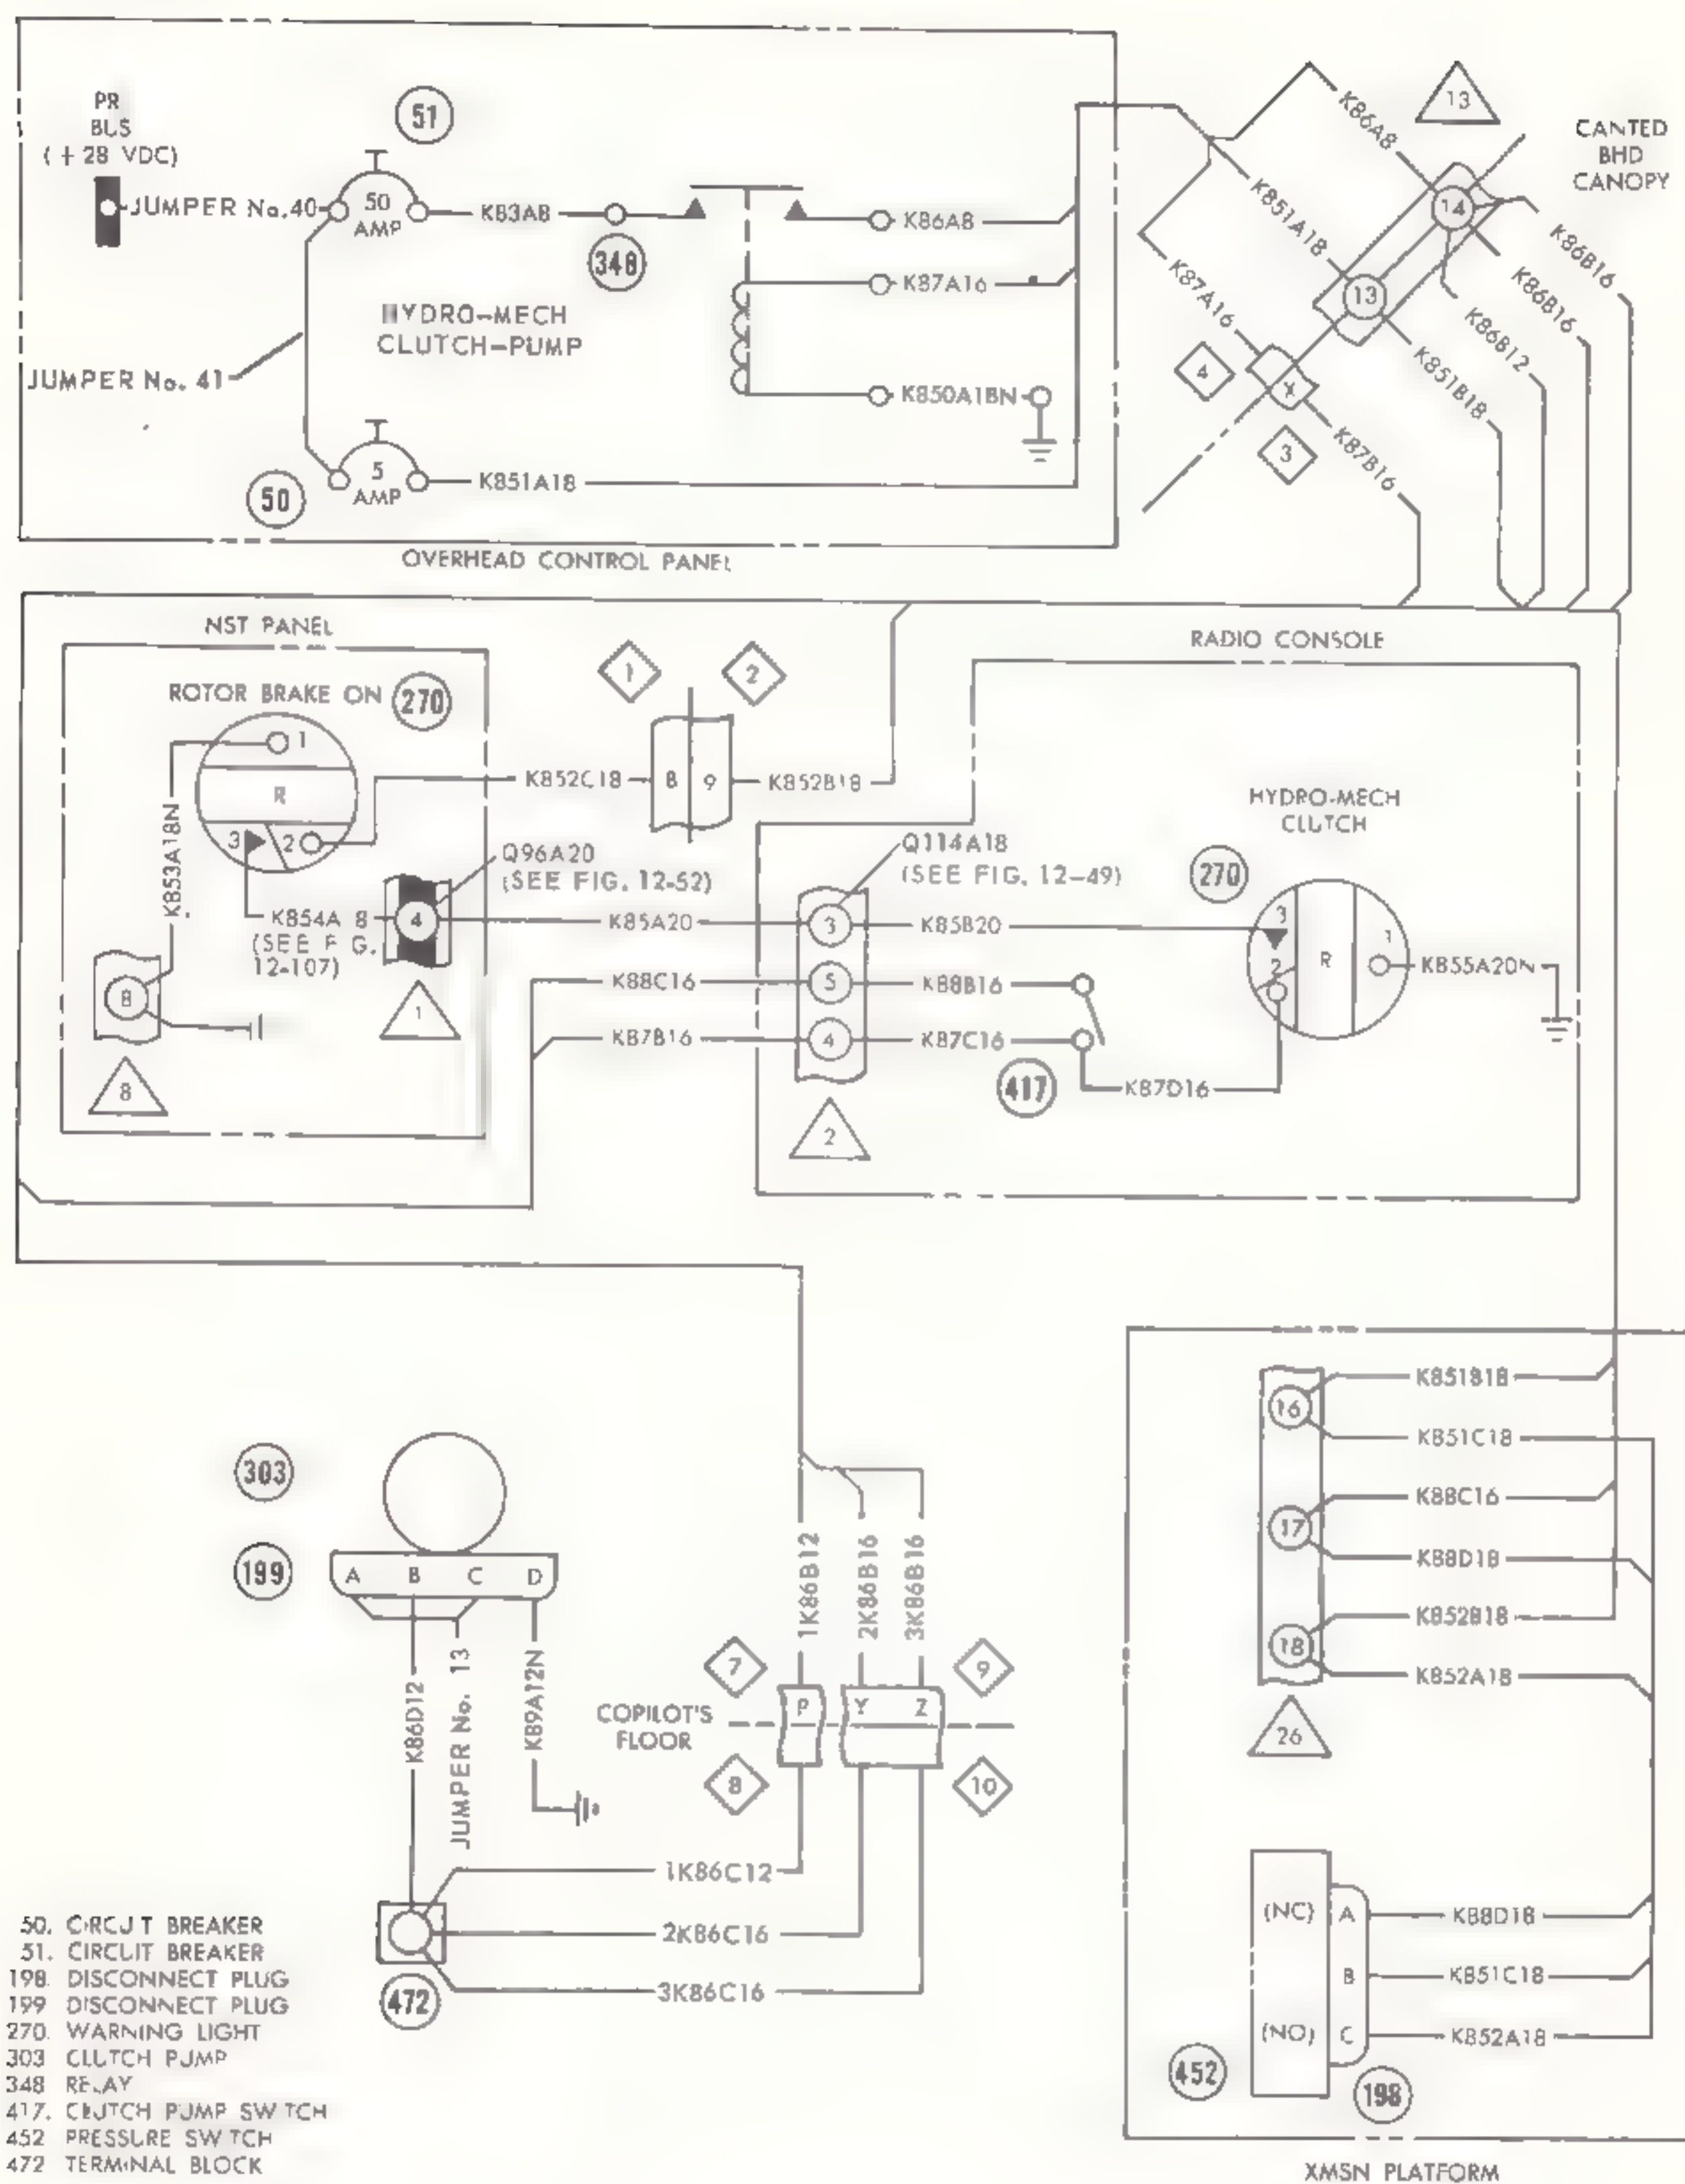 PR
BUS
(+28 VDC)
51
JUMPER No.40
50
AMP
K83A8
348
K86A8
K87A16
HYDRO-MECH
CLUTCH-PUMP
JUMPER No. 41
K850A18N
5
AMP
50
K851A18
OVERHEAD CONTROL PANEL
13
CANTED
BHD
CANOPY
K86A8
K851A18
K87A16
14
13
K86B16
K86B16
K86B12
K851B18
4
3
K87B16
NST PANEL
ROTOR BRAKE ON
270
1
R
3
2
K853A18N
K852C18
1
2
8
9
K852B18
RADIO CONSOLE
Q96A20
(SEE FIG. 12-52)
K854A 8
(SEE F G.
12-107)
4
1
8
8
K85A20
K88C16
K87B16
Q114A18
(SEE FIG. 12-49)
3
5
4
2
K85B20
K88B16
K87C16
417
K87D16
HYDRO-MECH
CLUTCH
270
3
2
R
1
K855A20N
303
199
A B C D
K86D12
JUMPER No. 13
K89A12N
1K86B12
2K86B16
3K86B16
7
9
COPILOT'S
FLOOR
P
Y
Z
8
10
1K86C12
2K86C16
3K86C16
472
16
17
18
K851B18
K851C18
K88C16
K88D18
K852B18
K852A18
26
(NC)
A
K88D18
B
K851C18
(NO)
C
K852A18
452
198
XMSN PLATFORM
50. C RCU T BREAKER
51. CIRCUIT BREAKER
198. DISCONNECT PLUG
199 DISCONNECT PLUG
270. WARNING LIGHT
303 CLUTCH PUMP
348 RELAY
417. CLUTCH PUMP SW TCH
452 PRESSURE SW TCH
472 TERMINAL BLOCK